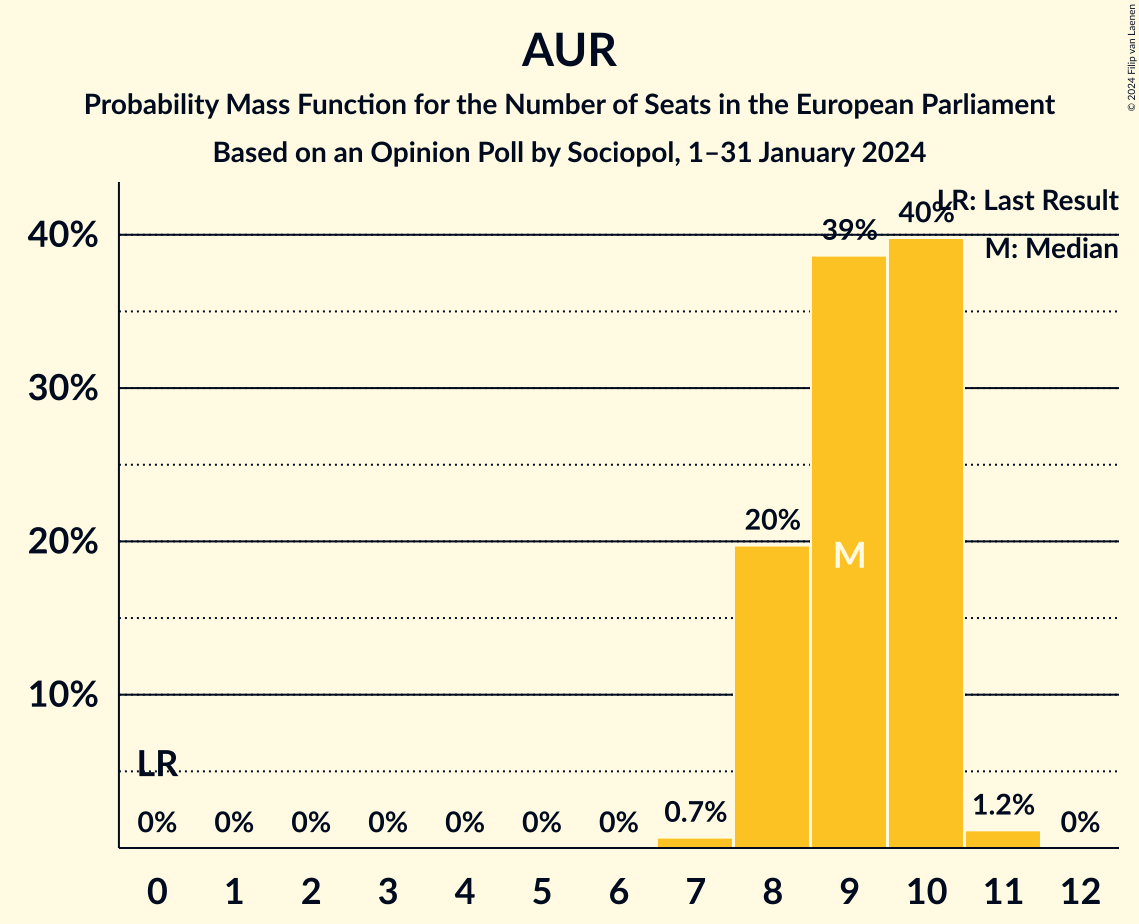 AUR
Probability Mass Function for the Number of Seats in the European Parliament
Based on an Opinion Poll by Sociopol, 1–31 January 2024
© 2024 Filip van Laenen
LR: Last Result
M: Median
40%
30%
20%
10%
LR
M
0% 0% 0% 0% 0% 0% 0% 0.7% 20% 39% 40% 1.2% 0%
0 1 2 3 4 5 6 7 8 9 10 11 12